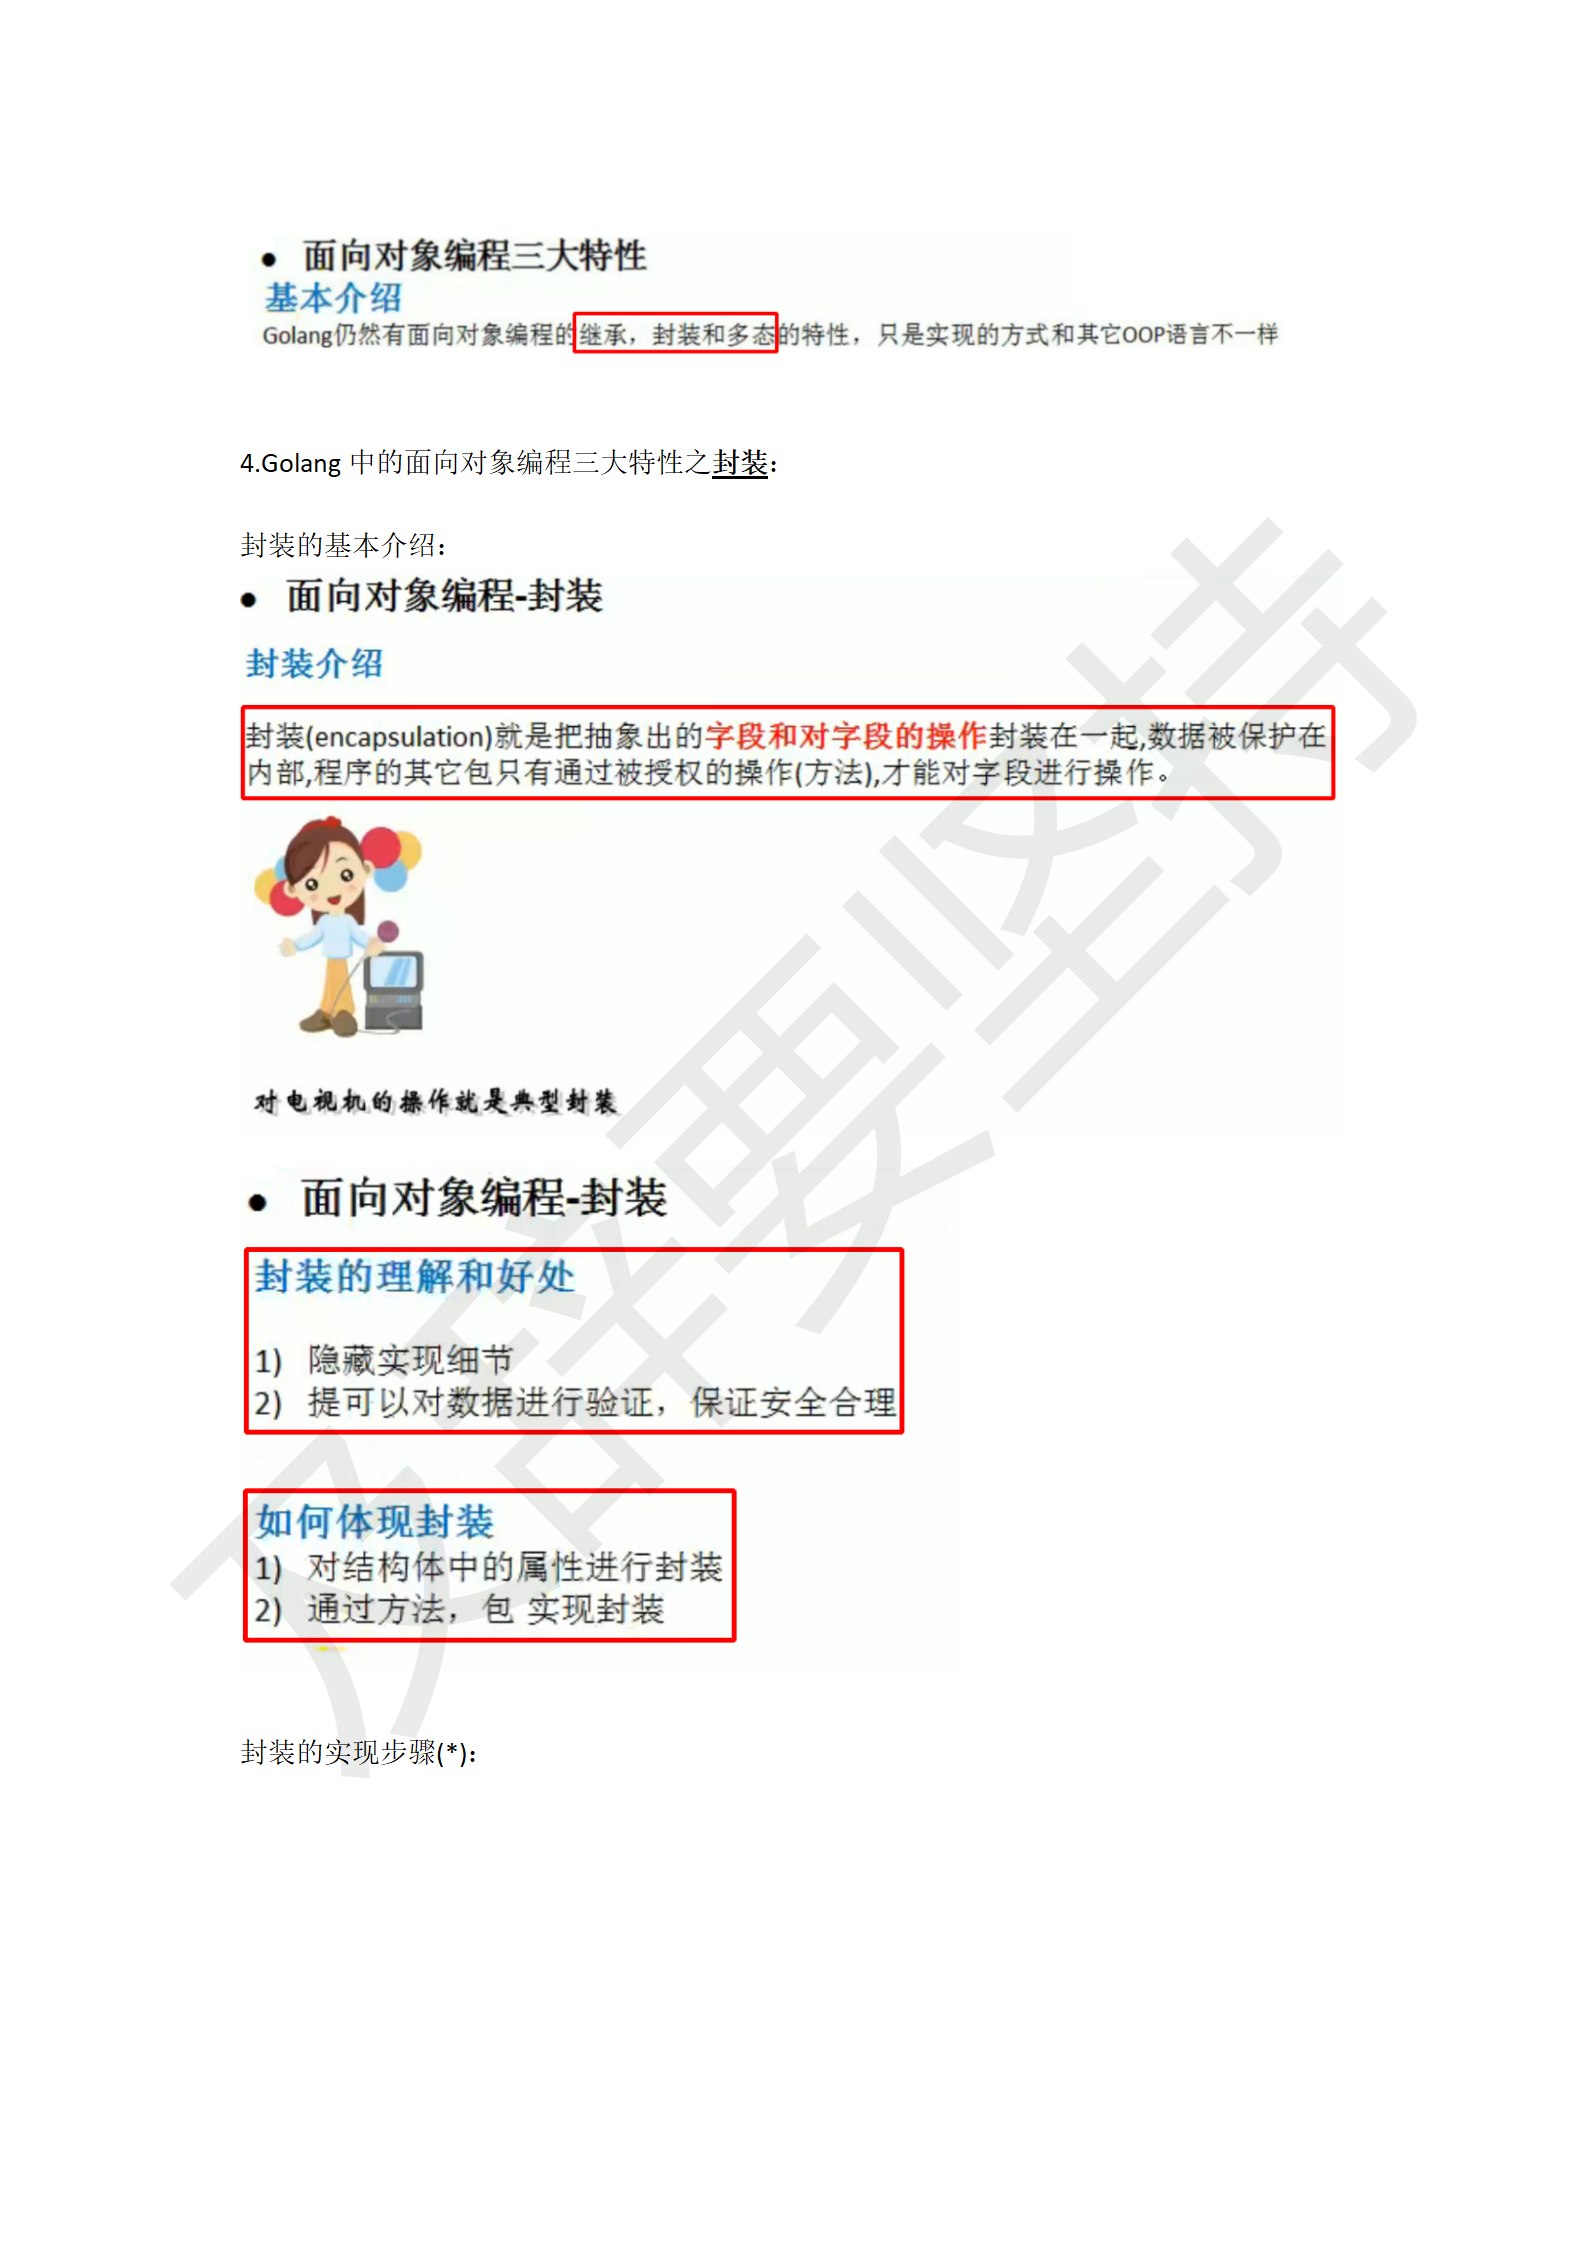 ● 面向对象编程三大特性
基本介绍
Golang仍然有面向对象编程的继承，封装和多态的特性，只是实现的方式和其它OOP语言不一样
4.Golang 中的面向对象编程三大特性之封装：
封装的基本介绍：
● 面向对象编程-封装
封装介绍
封装(encapsulation)就是把抽象出的字段和对字段的操作封装在一起,数据被保护在
内部,程序的其它包只有通过被授权的操作(方法),才能对字段进行操作。
对电视机的操作就是典型封装
● 面向对象编程-封装
封装的理解和好处
1) 隐藏实现细节
2) 提可以对数据进行验证，保证安全合理
如何体现封装
1) 对结构体中的属性进行封装
2) 通过方法，包 实现封装
封装的实现步骤(*)：
及辞要坚持